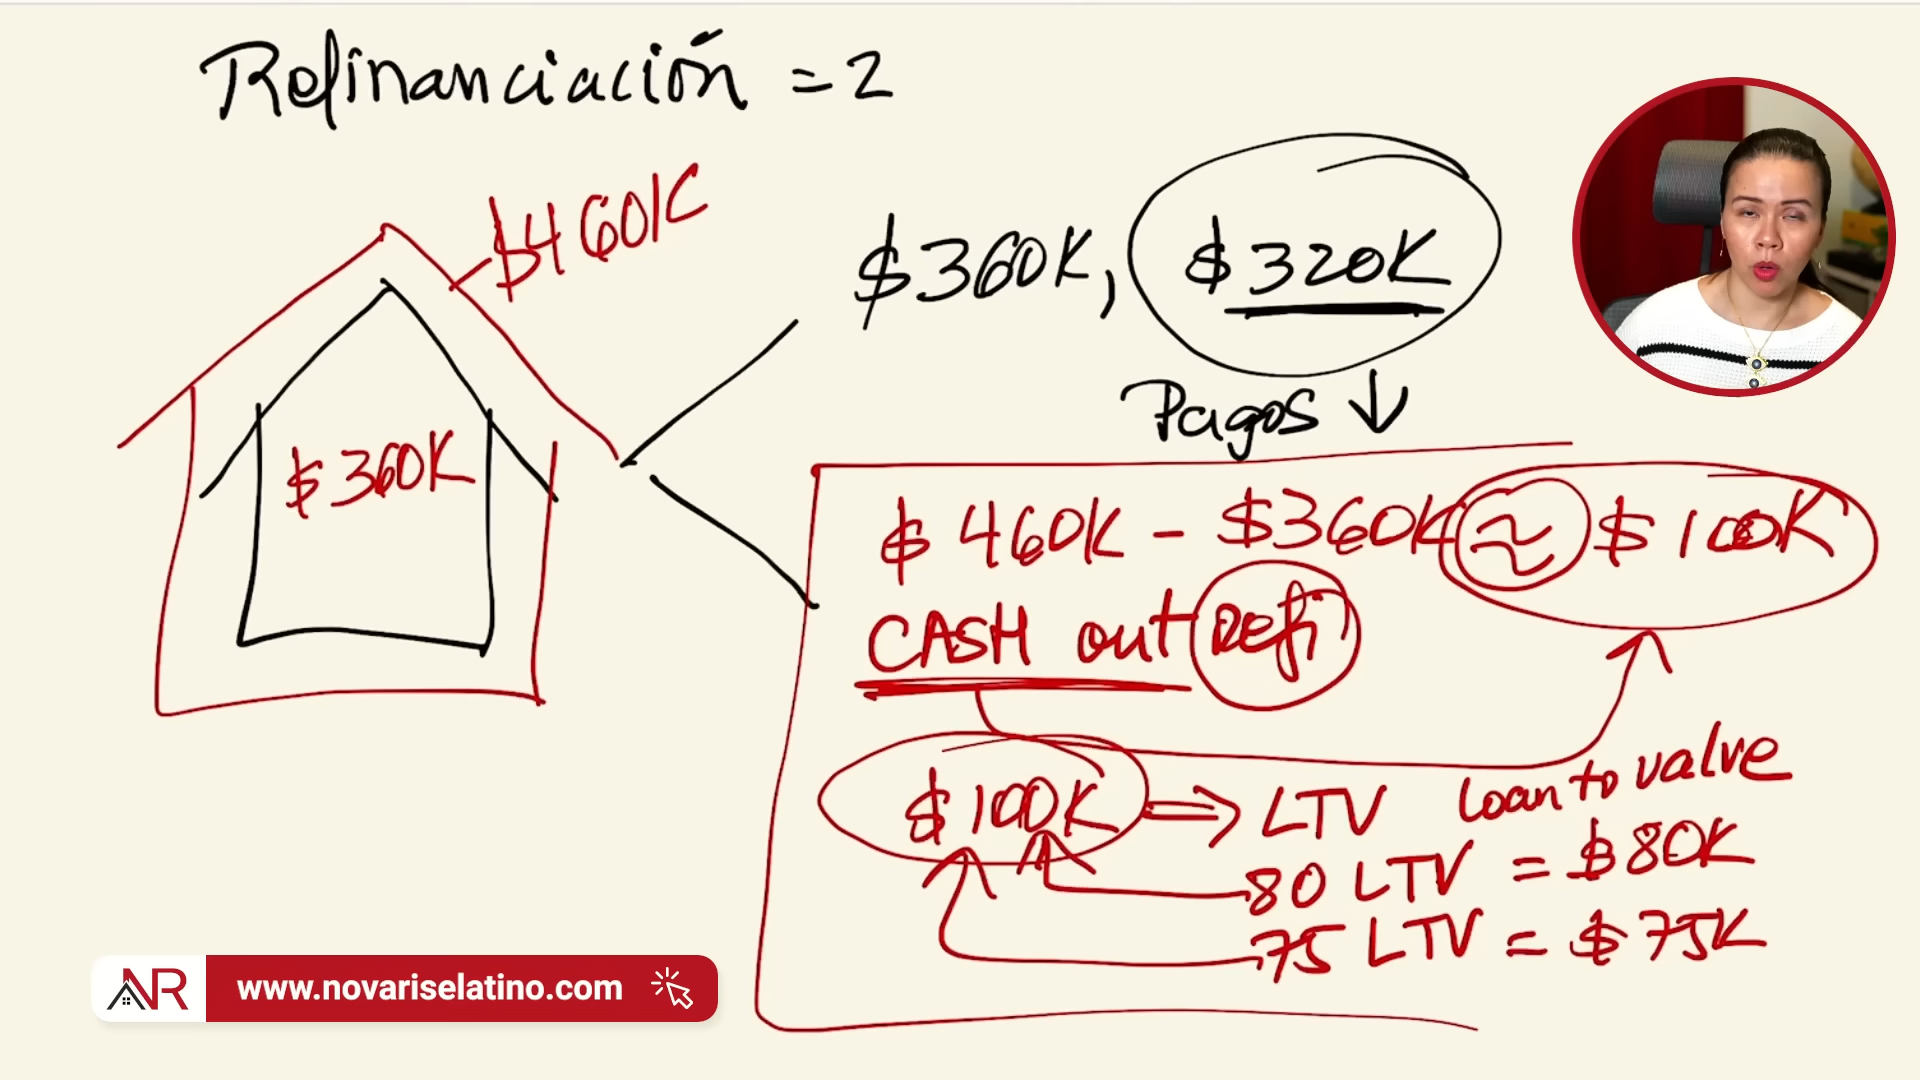 Refinanciación = 2
$460K
$360K, $320K
Pagos ↓
$360K
$460K - $360K ≈ $100K
CASH out Refi
$100K ⇒ LTV loan to value
80 LTV = $80K
75 LTV = $75K
NR www.novariselatino.com